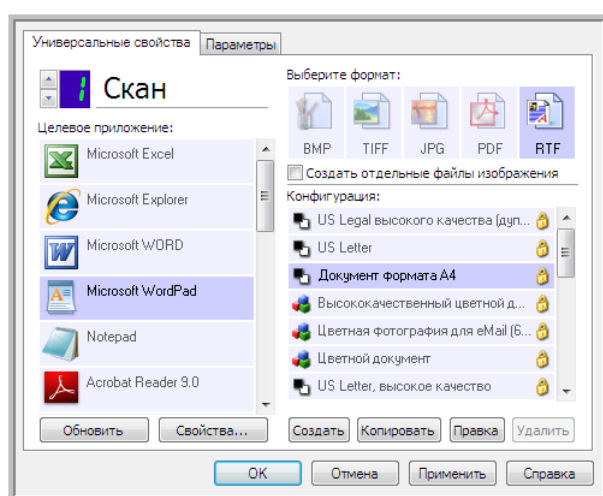 Универсальные свойства
Параметры
1
Скан
Целевое приложение:
Microsoft Excel
Microsoft Explorer
Microsoft WORD
Microsoft WordPad
Notepad
Acrobat Reader 9.0
Обновить
Свойства...
Выберите формат:
BMP
TIFF
JPG
PDF
RTF
Создать отдельные файлы изображения
Конфигурация:
US Legal высокого качества (дуп...
US Letter
Документ формата A4
Высококачественный цветной д...
Цветная фотография для eMail (6...
Цветной документ
US Letter, высокое качество
Создать
Копировать
Правка
Удалить
OK
Отмена
Применить
Справка